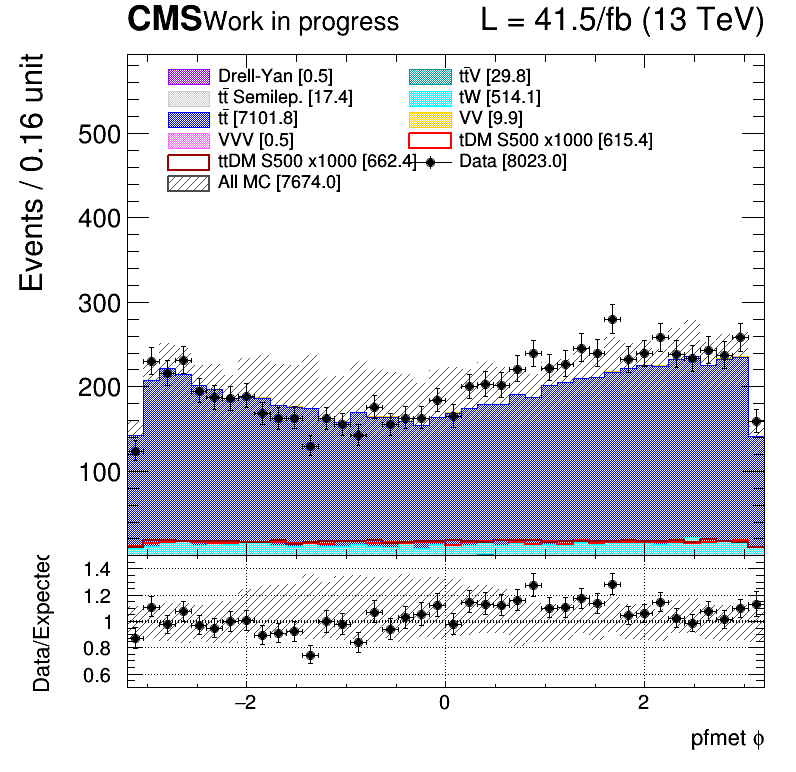 CMS Work in progress L = 41.5/fb (13 TeV)
Drell-Yan [0.5] tt̄V [29.8]
tt̄ Semilep. [17.4] tW [514.1]
tt̄ [7101.8] VV [9.9]
VVV [0.5] tDM S500 x1000 [615.4]
ttDM S500 x1000 [662.4] Data [8023.0]
All MC [7674.0]
Events / 0.16 unit
500
400
300
200
100
Data/Expected
1.4
1.2
1
0.8
0.6
−2 0 2
pfmet ϕ